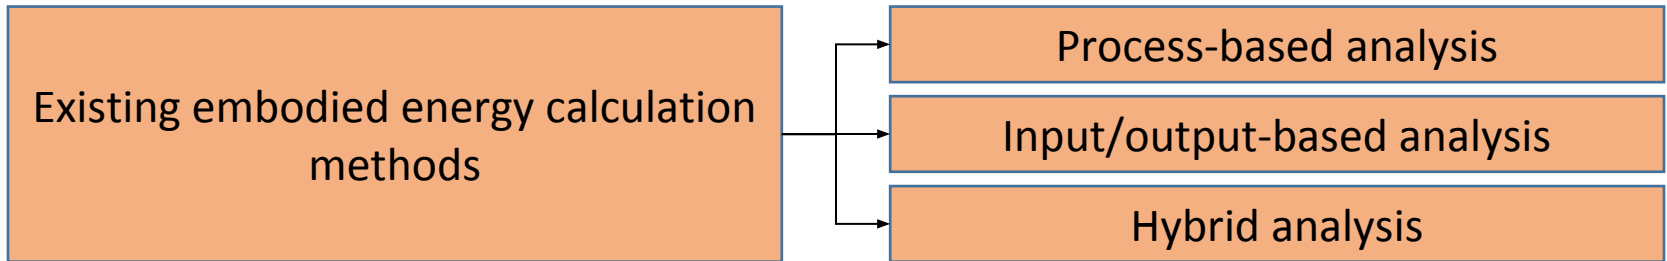 Existing embodied energy calculation
methods
Process-based analysis
Input/output-based analysis
Hybrid analysis